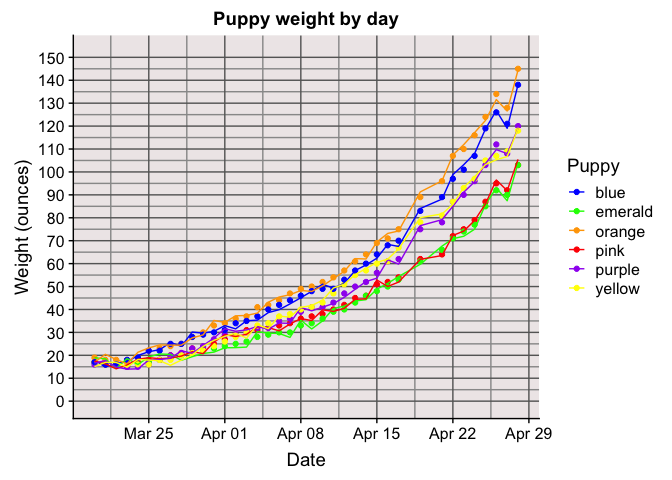 Puppy weight by day
150
140
130
120
110
100
90
80
70
60
50
40
30
20
10
0
Weight (ounces)
Mar 25 Apr 01 Apr 08 Apr 15 Apr 22 Apr 29
Date
Puppy
blue
emerald
orange
pink
purple
yellow